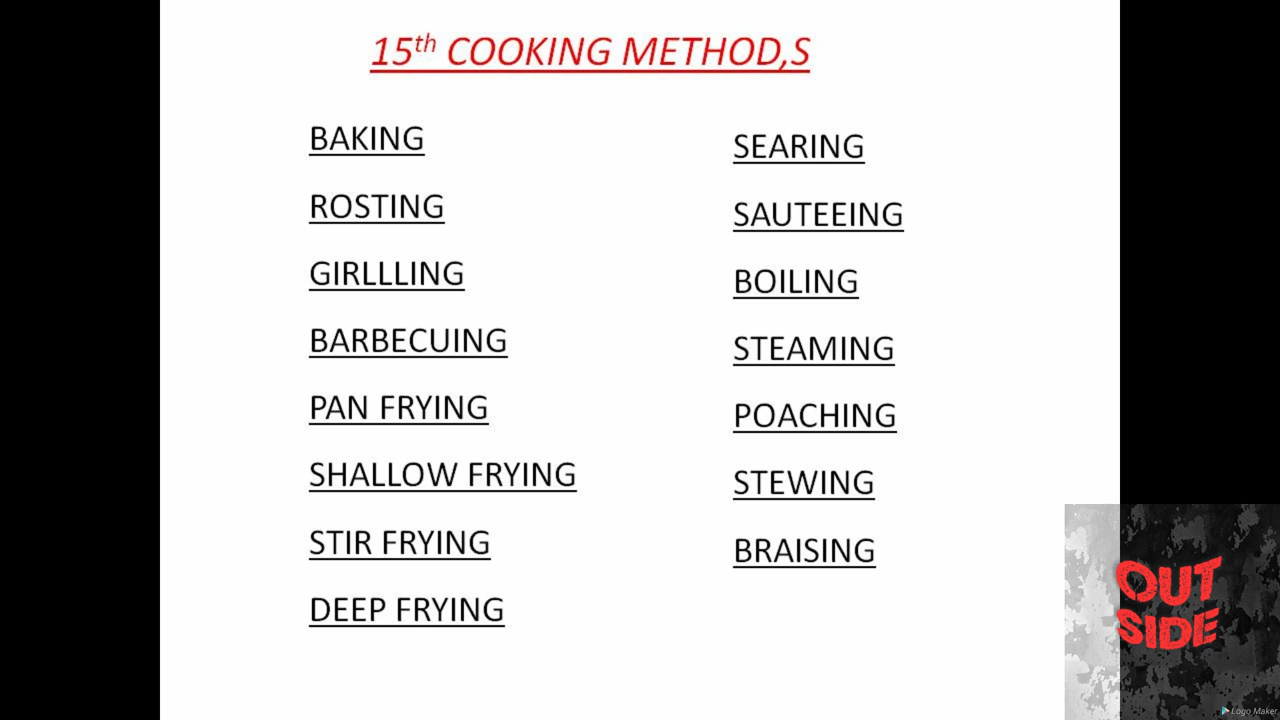 15th COOKING METHOD,S
BAKING
ROSTING
GIRLLLING
BARBECUING
PAN FRYING
SHALLOW FRYING
STIR FRYING
DEEP FRYING
SEARING
SAUTEEING
BOILING
STEAMING
POACHING
STEWING
BRAISING
OUT
SIDE
Logo Maker